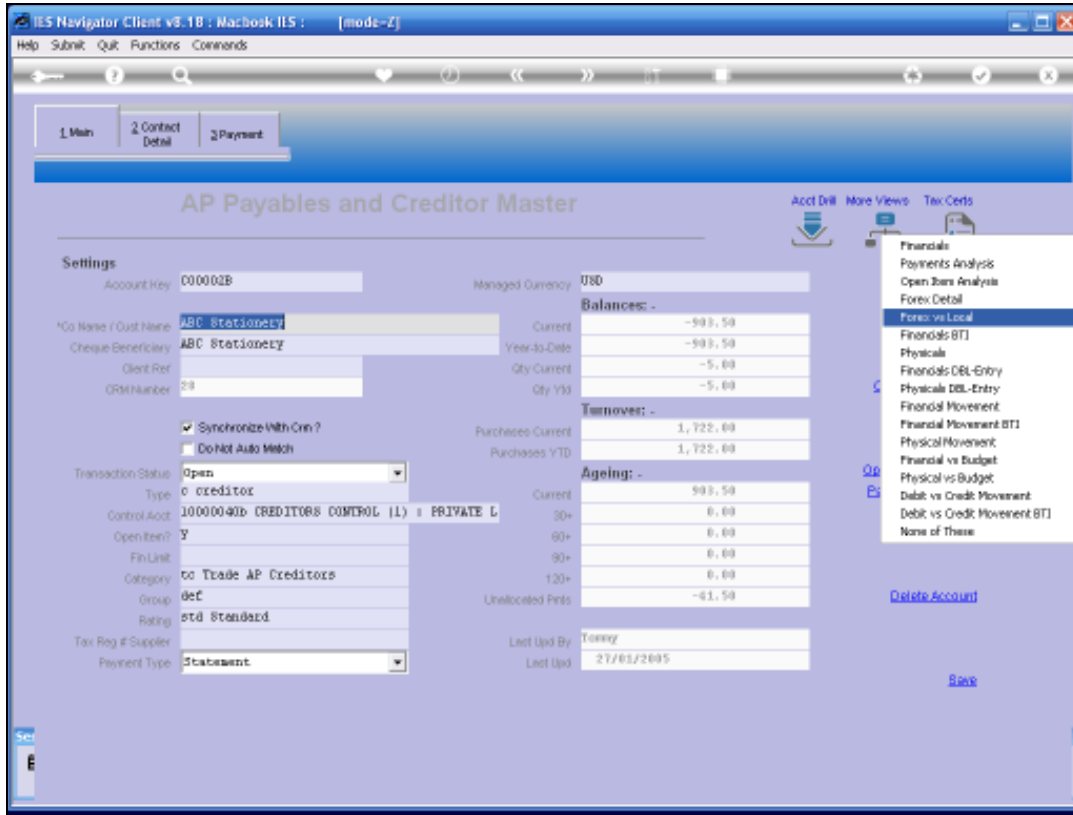 IES Navigator Client v8.18 : Macbook IES : [mode-Z]
Help Submit Quit Functions Commands
1 Main
2 Contact Detail
3 Payment
AP Payables and Creditor Master
Acct Drill More Views Tax Certs
Settings
Account Key C00002B
Managed Currency USD
Balances: -
*Co Name / Cust Name ABC Stationery
Current -903.50
Cheque Beneficiary ABC Stationery
Year-to-Date -903.50
Client Ref
Qty Current -5.00
CRM Number 28
Qty Ytd -5.00
Turnover: -
Synchronize With Crm ?
Purchases Current 1,722.00
Do Not Auto Match
Purchases YTD 1,722.00
Transaction Status Open
Ageing: -
Type c creditor
Current 903.50
Control Acct 10000040b CREDITORS CONTROL (L) : PRIVATE L
30+ 0.00
Open Item? Y
60+ 0.00
Fin Limit
90+ 0.00
Category tc Trade AP Creditors
120+ 0.00
Group def
Unallocated Pmts -61.50
Rating std Standard
Tax Reg # Supplier
Last Upd By Tommy
Payment Type Statement
Last Upd 27/01/2005
Financials
Payments Analysis
Open Item Analysis
Forex Detail
Forex vs Local
Financials BTI
Physicals
Financials DBL-Entry
Physicals DBL-Entry
Financial Movement
Financial Movement BTI
Physical Movement
Financial vs Budget
Physical vs Budget
Debit vs Credit Movement
Debit vs Credit Movement BTI
None of These
Delete Account
Save